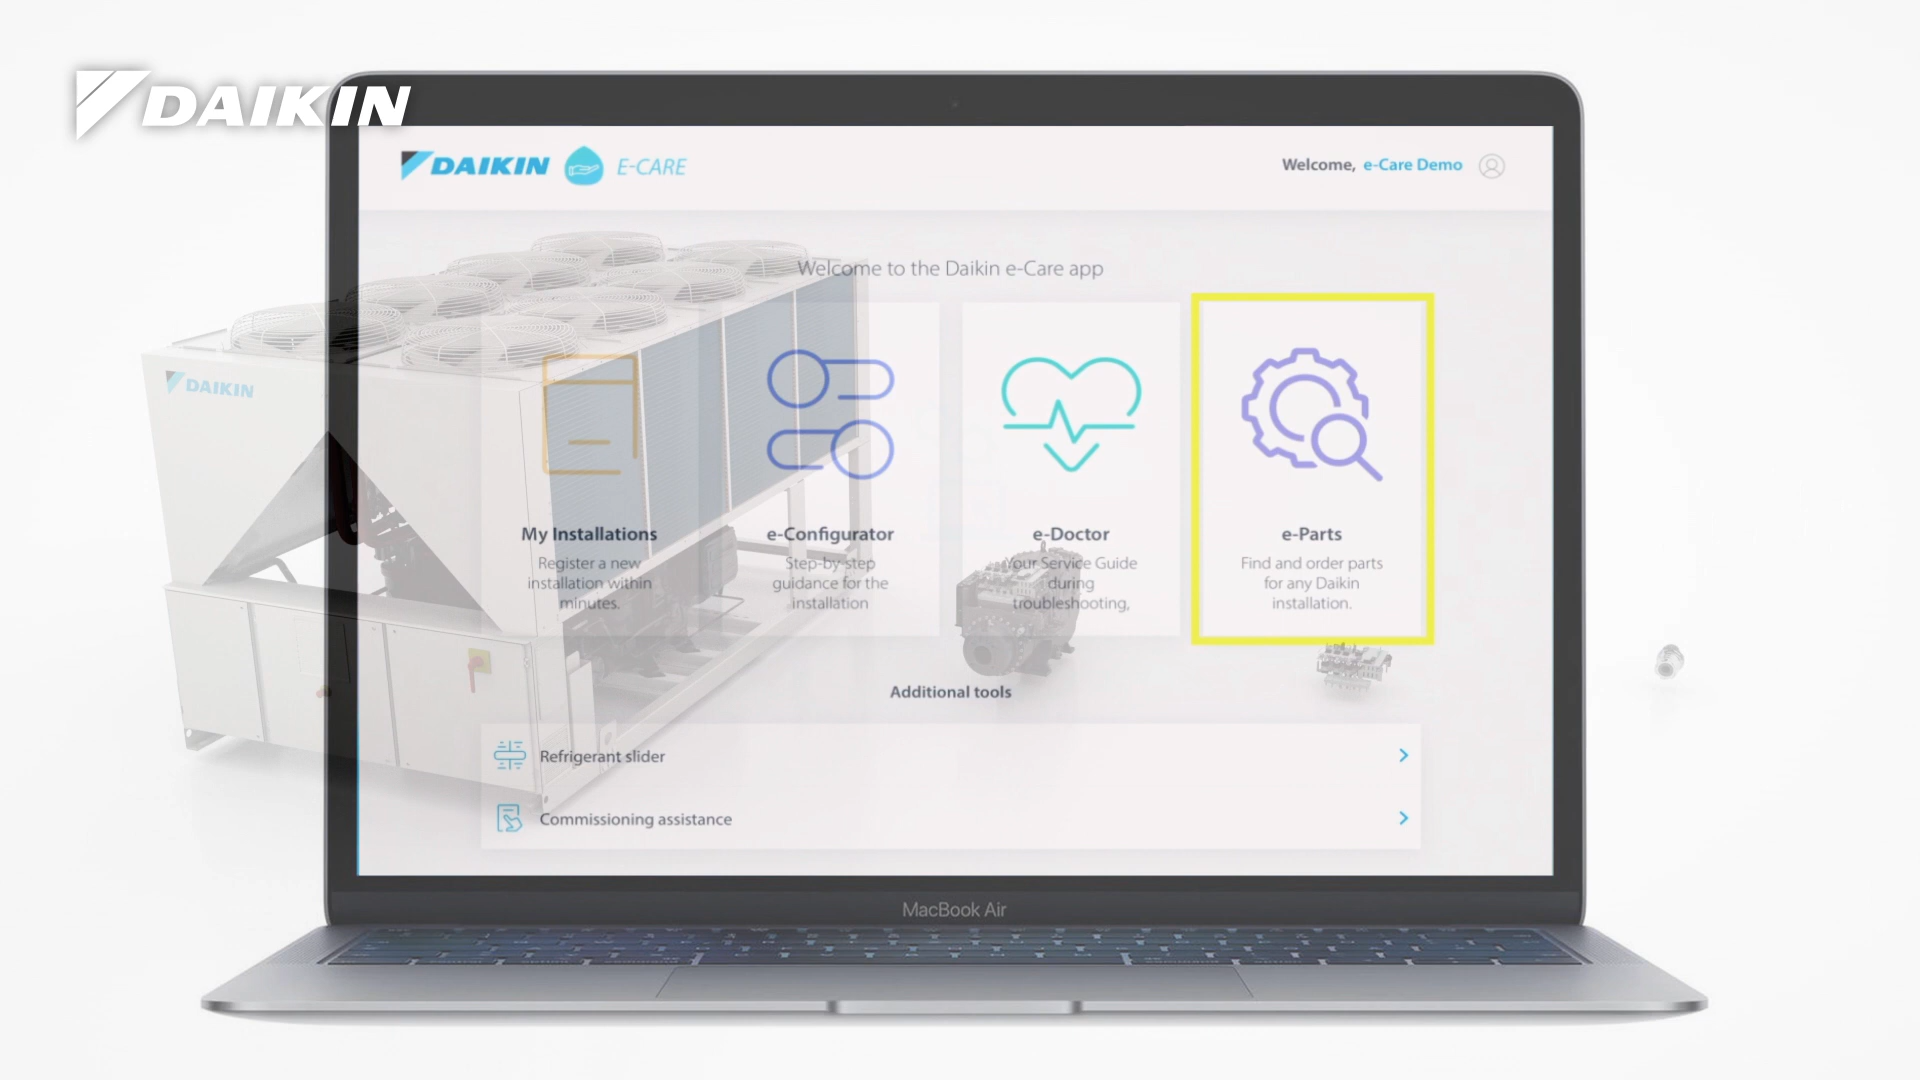 DAIKIN
DAIKIN E-CARE
Welcome, e-Care Demo
Welcome to the Daikin e-Care app
DAIKIN
My Installations
Register a new
installation within
minutes.
e-Configurator
Step-by-step
guidance for the
installation
e-Doctor
Your Service Guide
during
troubleshooting,
e-Parts
Find and order parts
for any Daikin
installation.
Additional tools
Refrigerant slider
Commissioning assistance
MacBook Air